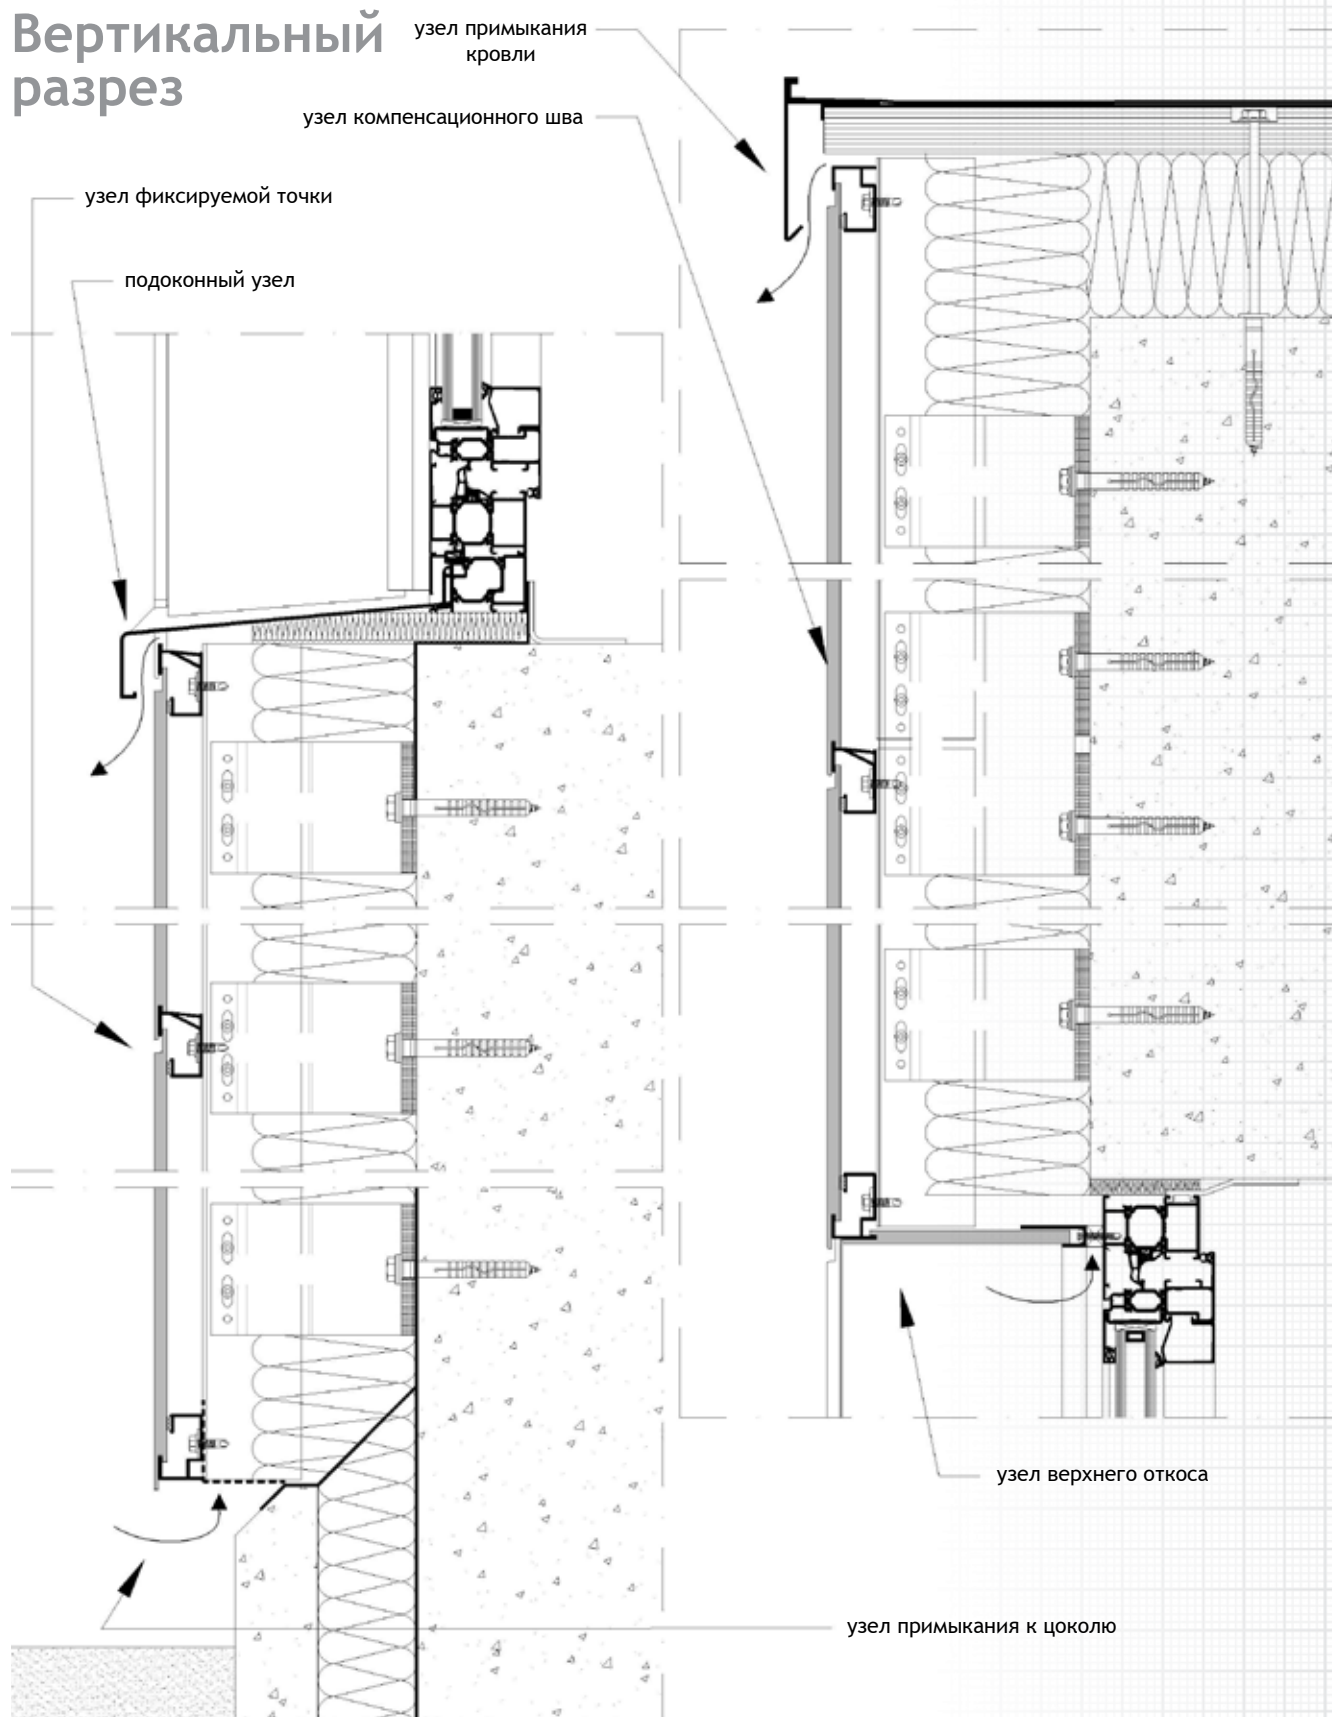 Вертикальный
разрез
узел примыкания
кровли
узел компенсационного шва
узел фиксируемой точки
подоконный узел
узел верхнего откоса
узел примыкания к цоколю